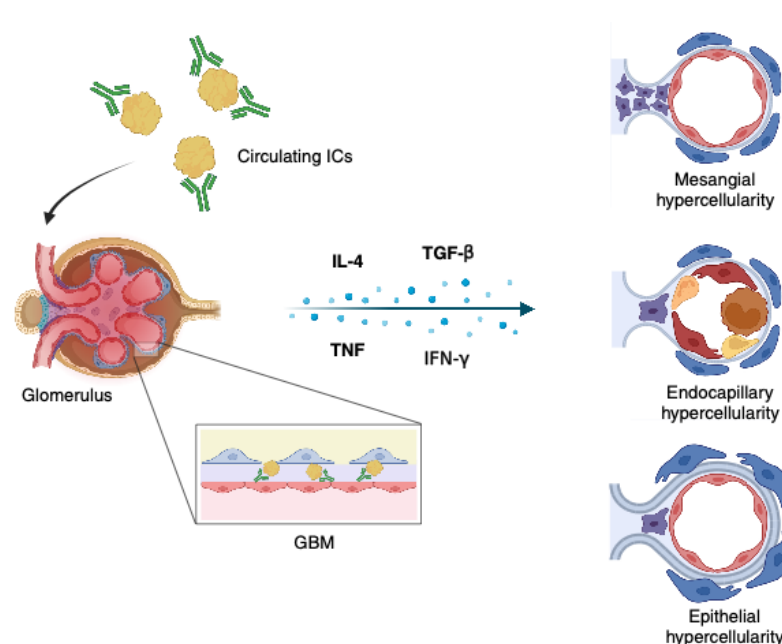 Circulating ICs
Mesangial
hypercellularity
IL-4
TGF-β
TNF
IFN-γ
Glomerulus
Endocapillary
hypercellularity
GBM
Epithelial
hypercellularity